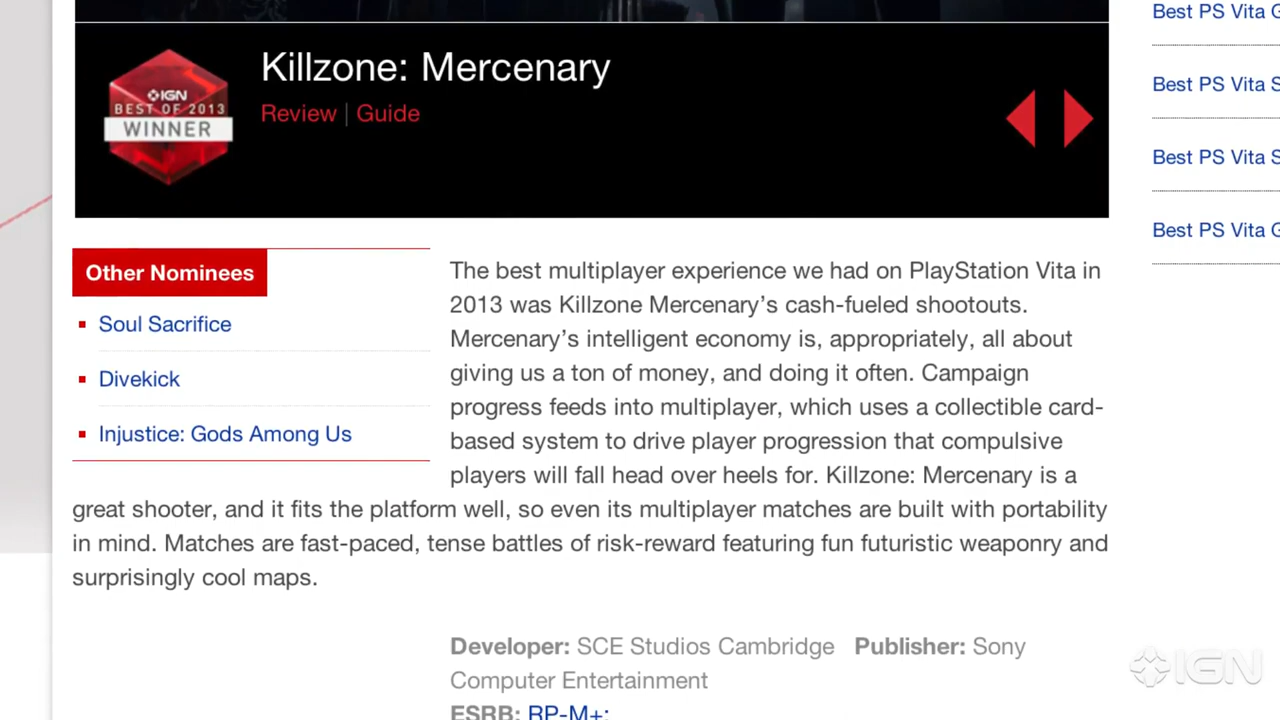 Killzone: Mercenary
Review | Guide
IGN
BEST OF 2013
WINNER
Best PS Vita G
Best PS Vita S
Best PS Vita S
Best PS Vita G
Other Nominees
Soul Sacrifice
Divekick
Injustice: Gods Among Us
The best multiplayer experience we had on PlayStation Vita in
2013 was Killzone Mercenary’s cash-fueled shootouts.
Mercenary’s intelligent economy is, appropriately, all about
giving us a ton of money, and doing it often. Campaign
progress feeds into multiplayer, which uses a collectible card-
based system to drive player progression that compulsive
players will fall head over heels for. Killzone: Mercenary is a
great shooter, and it fits the platform well, so even its multiplayer matches are built with portability
in mind. Matches are fast-paced, tense battles of risk-reward featuring fun futuristic weaponry and
surprisingly cool maps.
Developer: SCE Studios Cambridge Publisher: Sony
Computer Entertainment
ESRB: RP-M+:
IGN